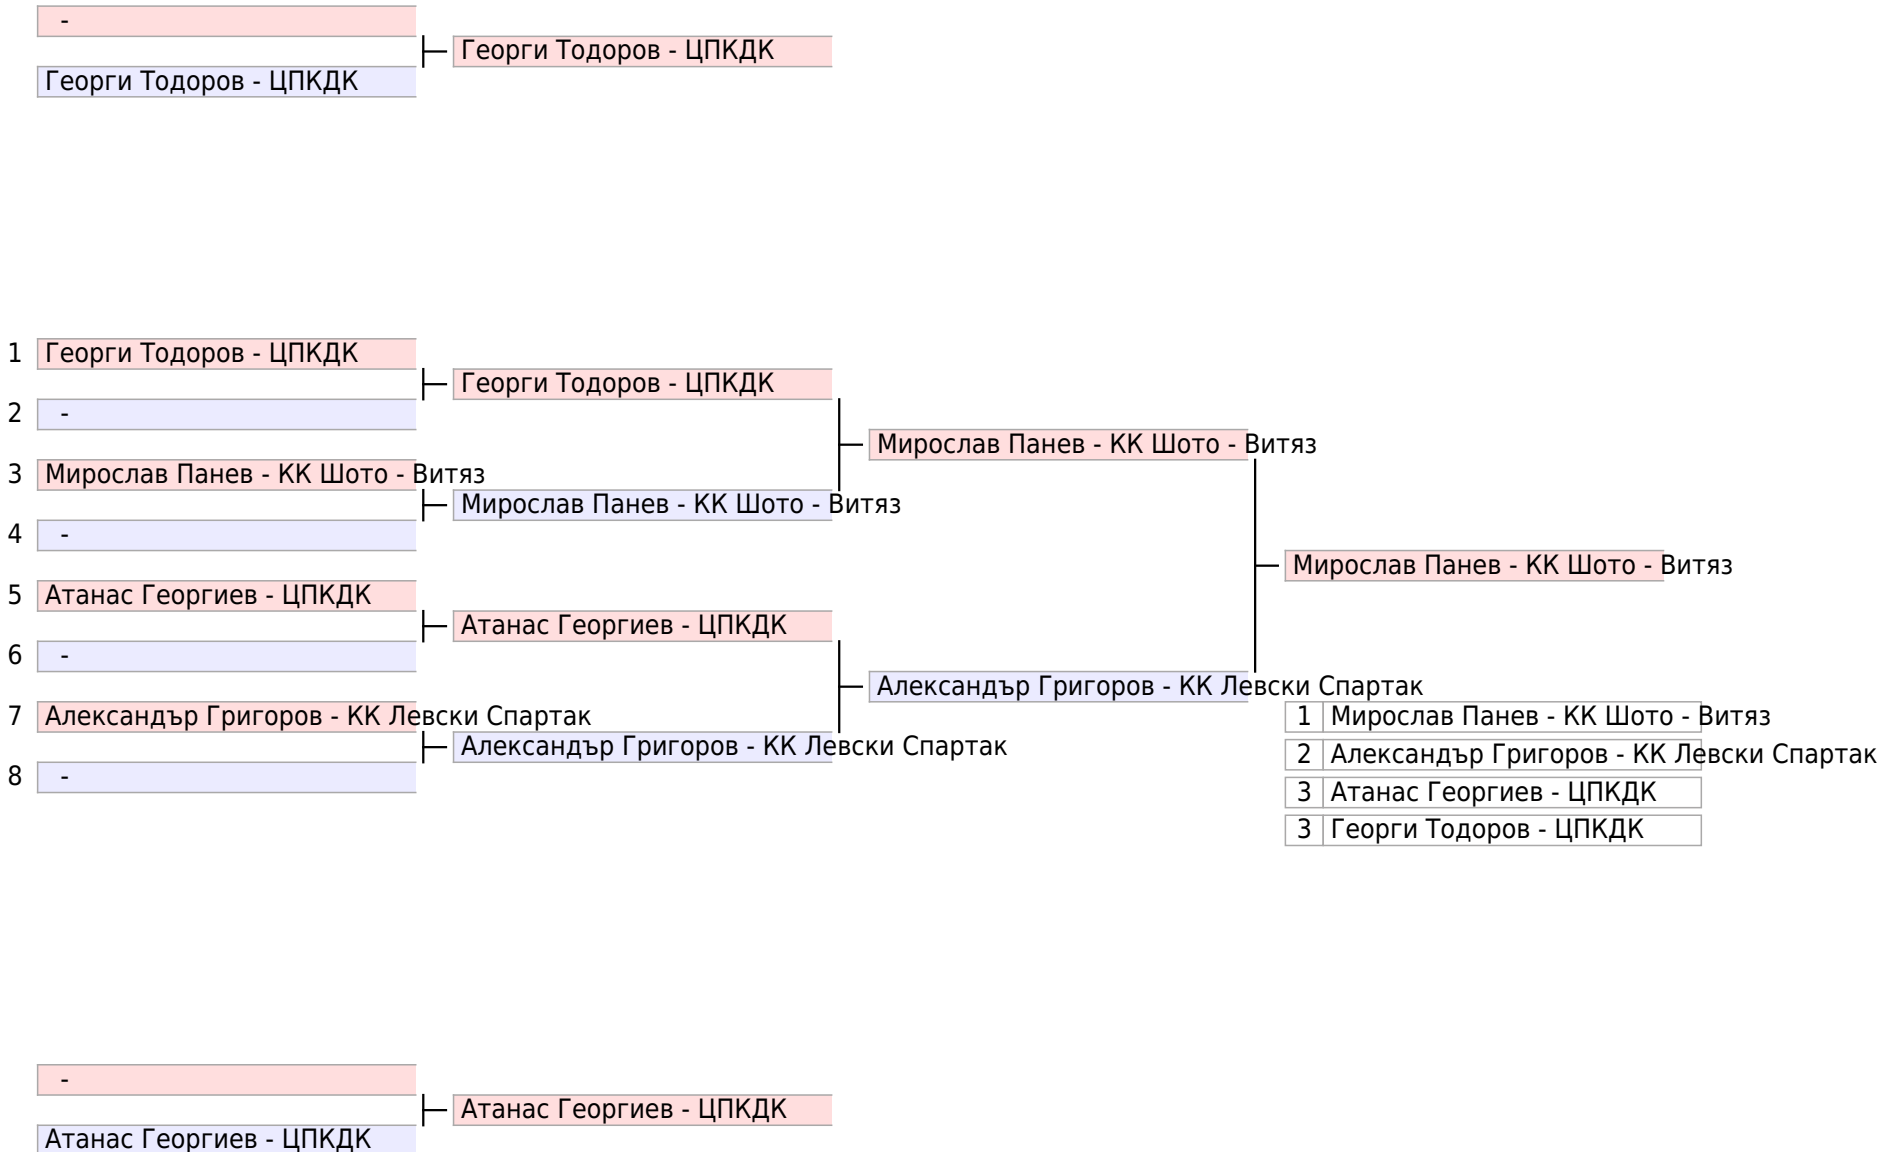 -
Георги Тодоров - ЦПКДК
Георги Тодоров - ЦПКДК
1 Георги Тодоров - ЦПКДК
Георги Тодоров - ЦПКДК
2 -
Мирослав Панев - КК Шото - Витяз
3 Мирослав Панев - КК Шото - Витяз
Мирослав Панев - КК Шото - Витяз
4 -
Мирослав Панев - КК Шото - Витяз
5 Атанас Георгиев - ЦПКДК
Атанас Георгиев - ЦПКДК
6 -
Александър Григоров - КК Левски Спартак
7 Александър Григоров - КК Левски Спартак
Александър Григоров - КК Левски Спартак
8 -
1 Мирослав Панев - КК Шото - Витяз
2 Александър Григоров - КК Левски Спартак
3 Атанас Георгиев - ЦПКДК
3 Георги Тодоров - ЦПКДК
-
Атанас Георгиев - ЦПКДК
Атанас Георгиев - ЦПКДК